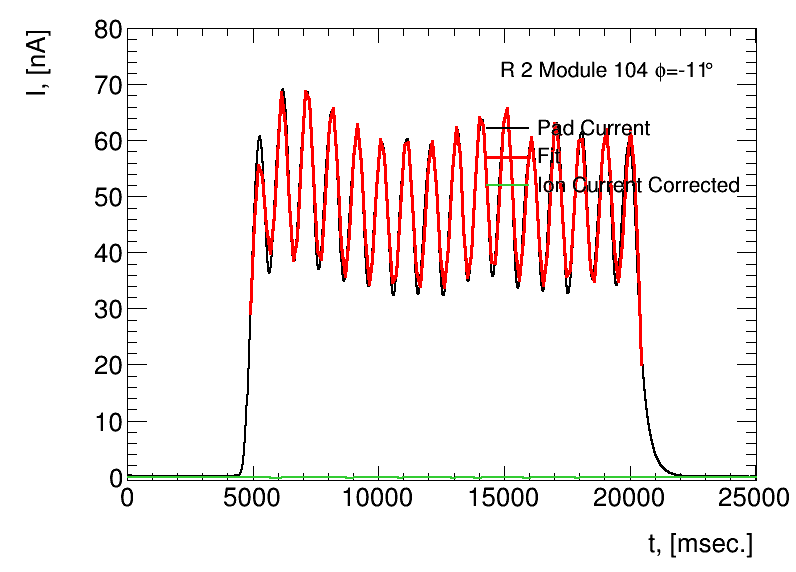 I, [nA]
80
70
60
50
40
30
20
10
0
R 2 Module 104 ϕ=-11°
Pad Current
Fit
Ion Current Corrected
0 5000 10000 15000 20000 25000
t, [msec.]